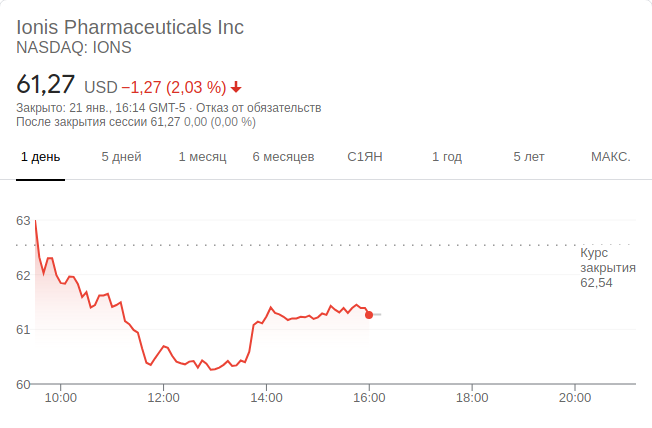 Ionis Pharmaceuticals Inc
NASDAQ: IONS
61,27 USD −1,27 (2,03 %)
Закрыто: 21 янв., 16:14 GMT-5 · Отказ от обязательств
После закрытия сессии 61,27 0,00 (0,00 %)
1 день 5 дней 1 месяц 6 месяцев С1ЯН 1 год 5 лет МАКС.
63
Курс
закрытия
62,54
62
61
60
10:00 12:00 14:00 16:00 18:00 20:00